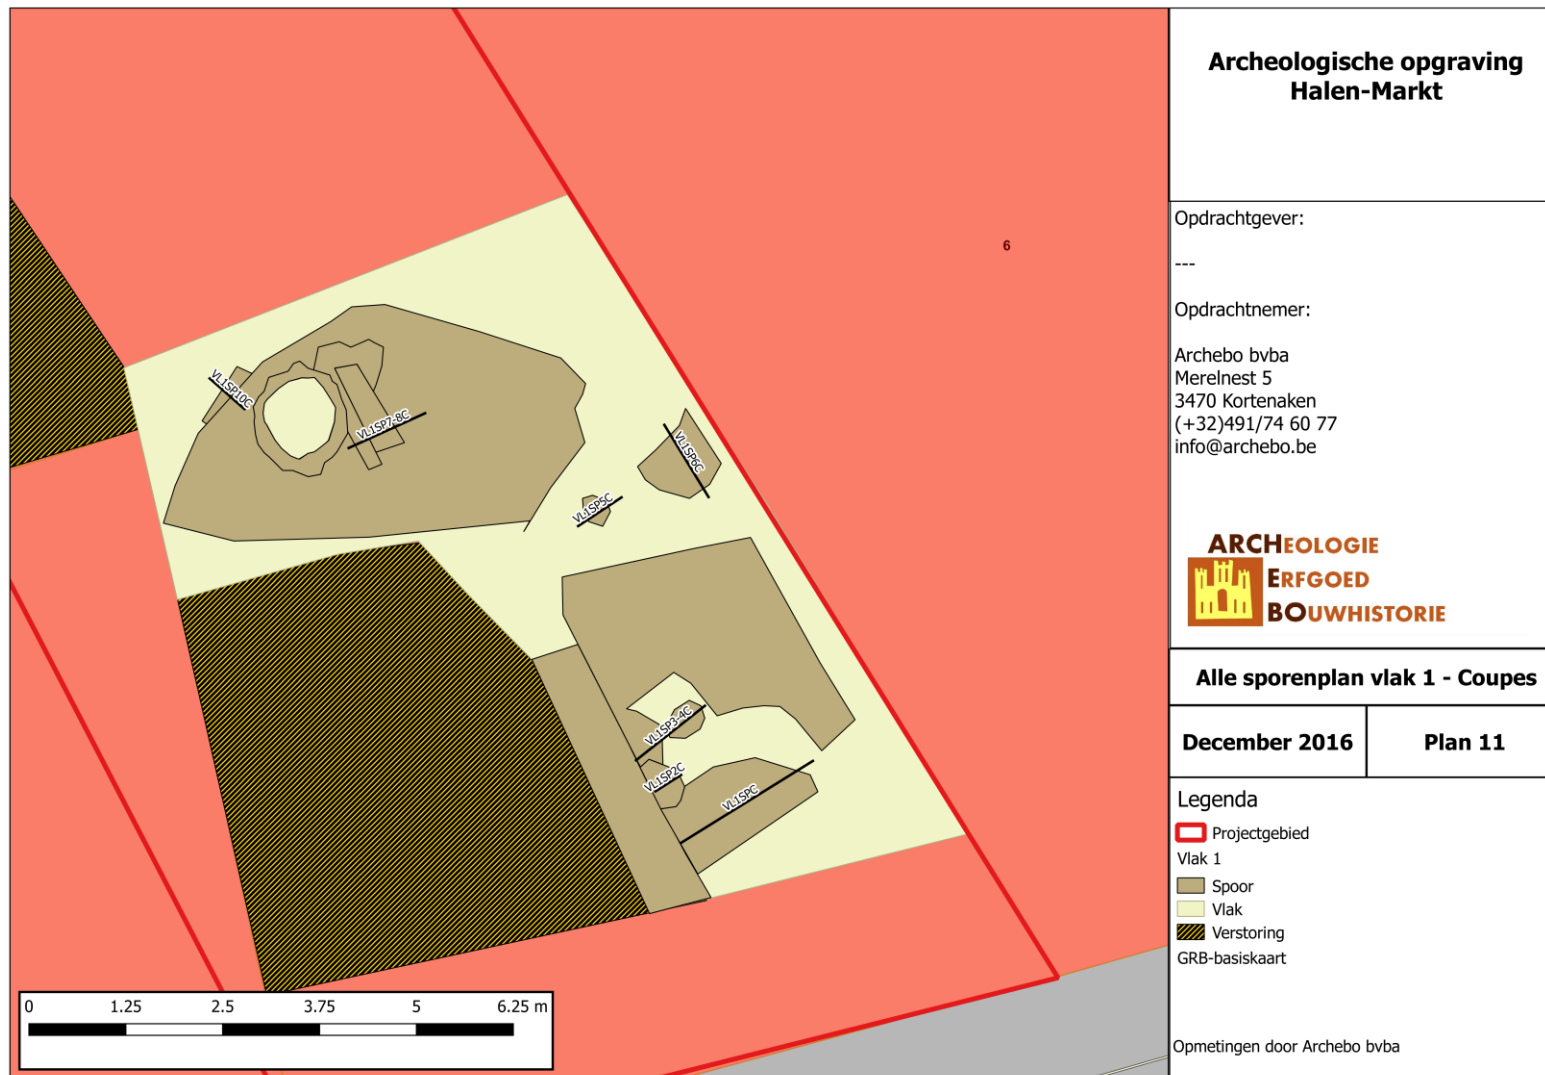 Archeologische opgraving
Halen-Markt
Opdrachtgever:
---
Opdrachtnemer:
Archebo bvba
Merelnest 5
3470 Kortenaken
(+32)491/74 60 77
info@archebo.be
ARCHEOLOGIE
ERFGOED
BOUWHISTORIE
Alle sporenplan vlak 1 - Coupes
December 2016
Plan 11
Legenda
Projectgebied
Vlak 1
Spoor
Vlak
Verstoring
GRB-basiskaart
Opmetingen door Archebo bvba
6
VL1SP10C
VL1SP7-8C
VL1SP6C
VL1SP5C
VL1SP3-4C
VL1SP2C
VL1SPC
0 1.25 2.5 3.75 5 6.25 m